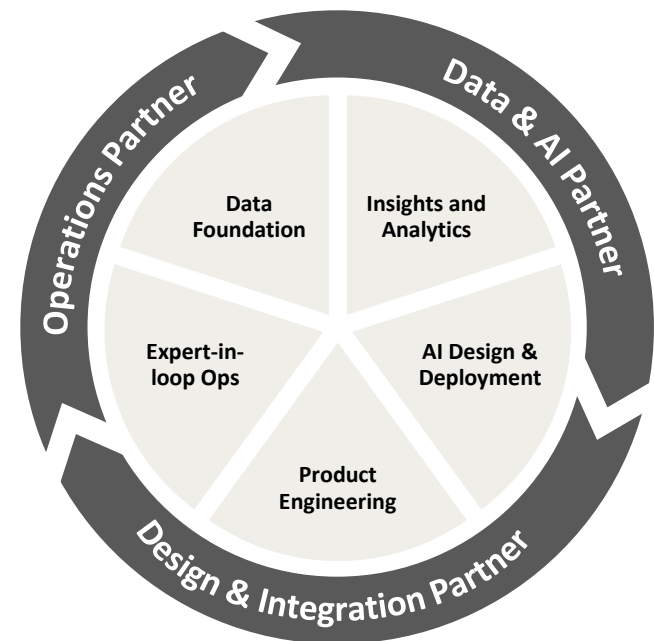 Operations Partner
Data & AI Partner
Data
Foundation
Insights and
Analytics
Expert-in-
loop Ops
AI Design &
Deployment
Product
Engineering
Design & Integration Partner